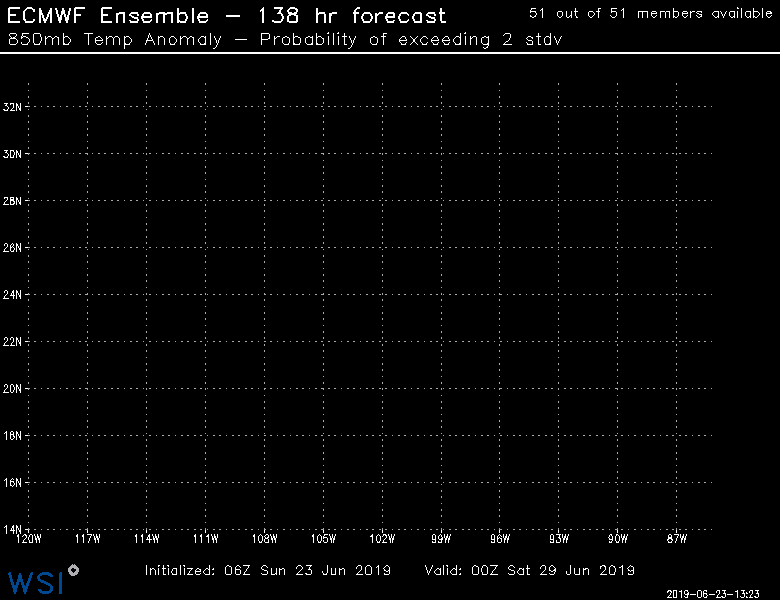 ECMWF Ensemble – 138 hr forecast
51 out of 51 members available
850mb Temp Anomaly – Probability of exceeding 2 stdv
32N
30N
28N
26N
24N
22N
20N
18N
16N
14N
120W 117W 114W 111W 108W 105W 102W 99W 96W 93W 90W 87W
Initialized: 06Z Sun 23 Jun 2019 Valid: 00Z Sat 29 Jun 2019
WSI
2019-06-23-13:23